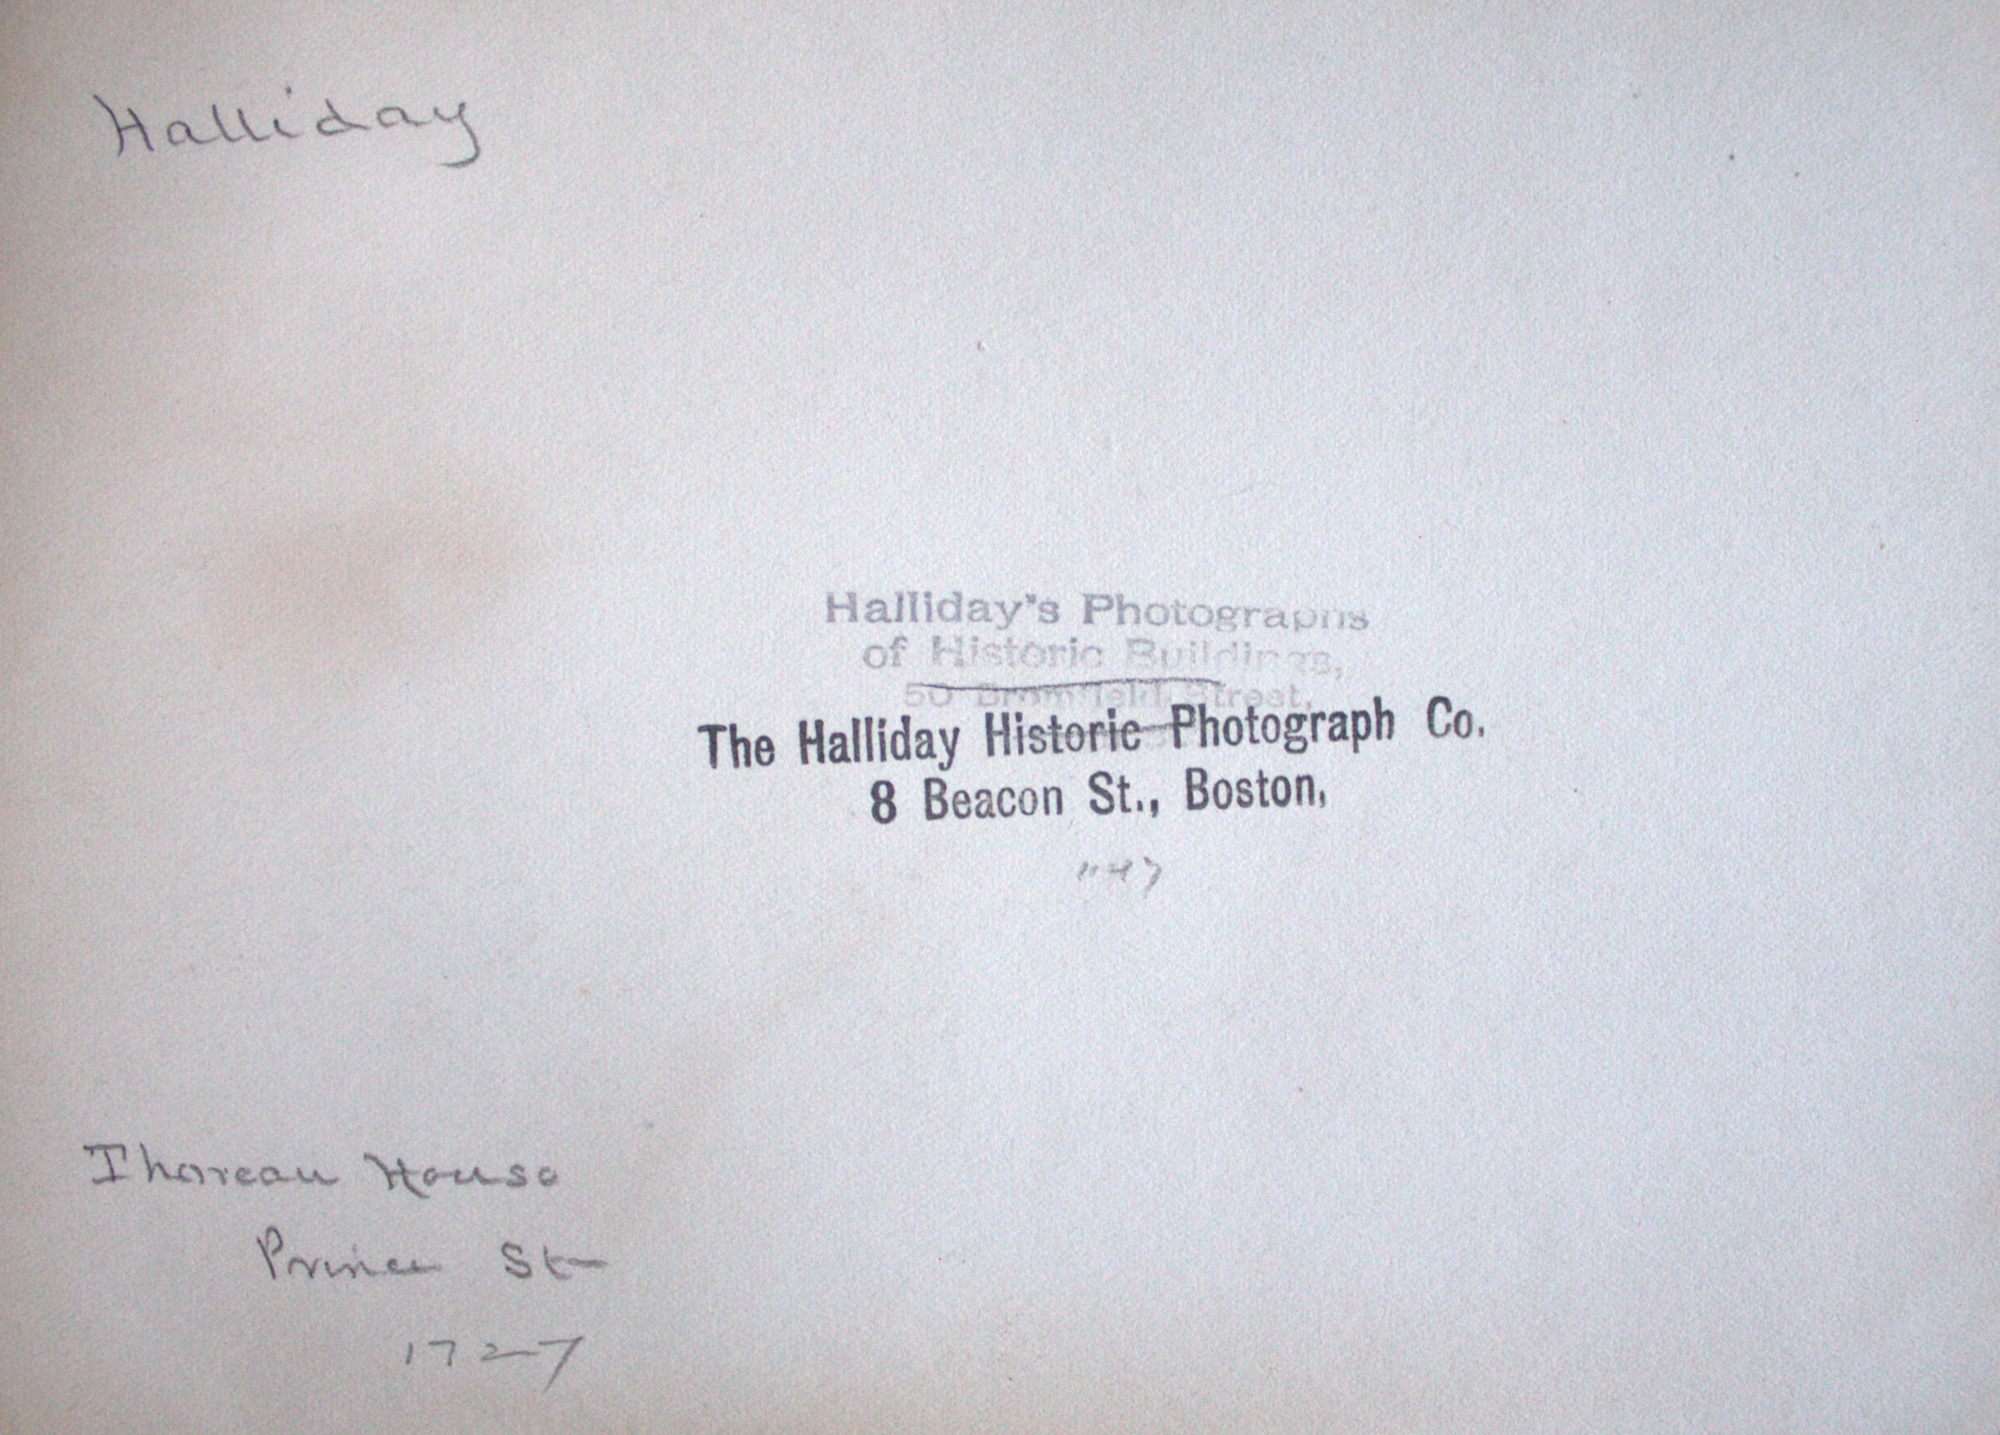 Halliday
Halliday's Photographs
of Historic Buildings,
50 Bromfield Street,
The Halliday Historic Photograph Co.
8 Beacon St., Boston.
Thoreau House
Prince St
1727